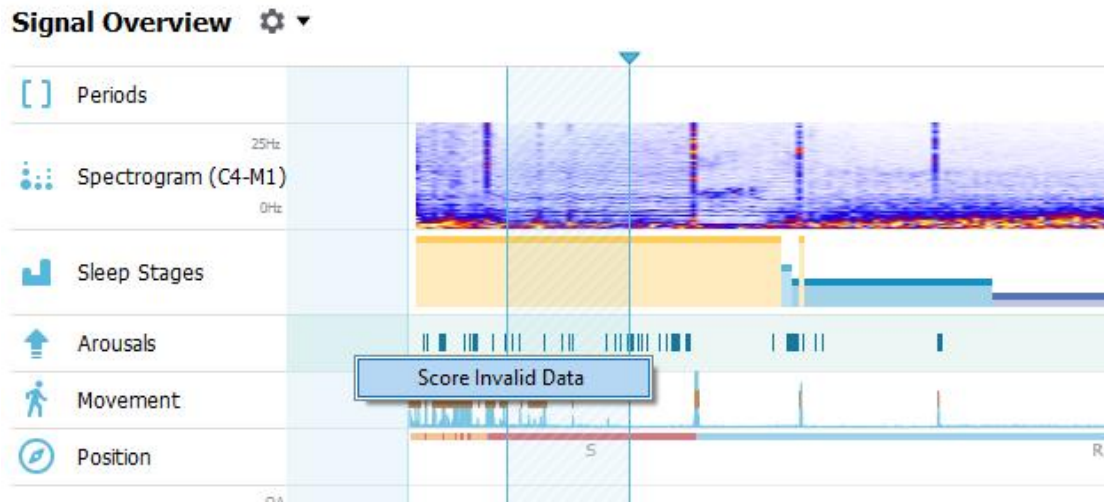 Signal Overview
Periods
25Hz
Spectrogram (C4-M1)
0Hz
Sleep Stages
Arousals
Score Invalid Data
Movement
Position
S
R